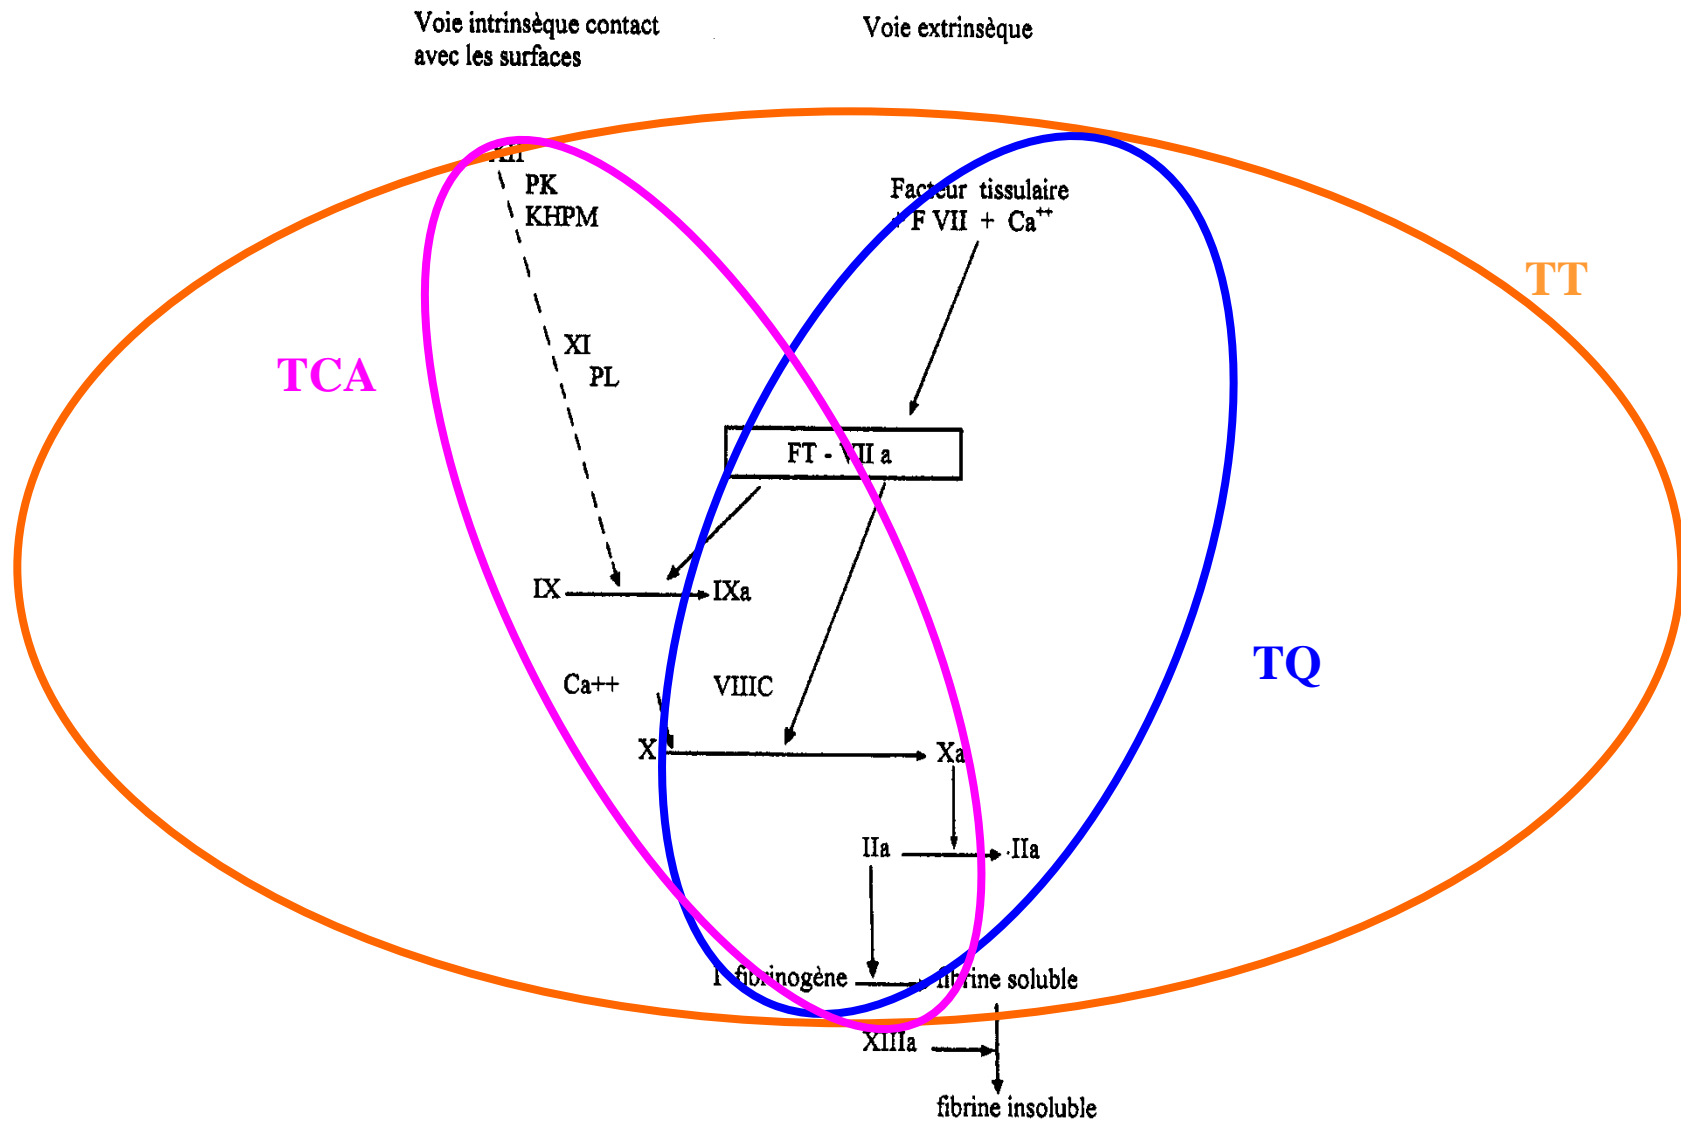 Voie intrinsèque contact
avec les surfaces
Voie extrinsèque
XII
PK
KHPM
Facteur tissulaire
+ F VII + Ca++
TT
XI
PL
TCA
FT - VII a
IX
IXa
TQ
Ca++
VIIIC
X
Xa
IIa
IIa
I fibrinogène
fibrine soluble
XIIIa
fibrine insoluble